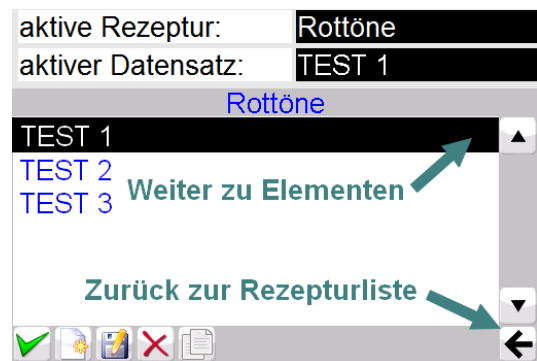 aktive Rezeptur: Rottöne
aktiver Datensatz: TEST 1
Rottöne
TEST 1
TEST 2
TEST 3
Weiter zu Elementen
Zurück zur Rezepturliste